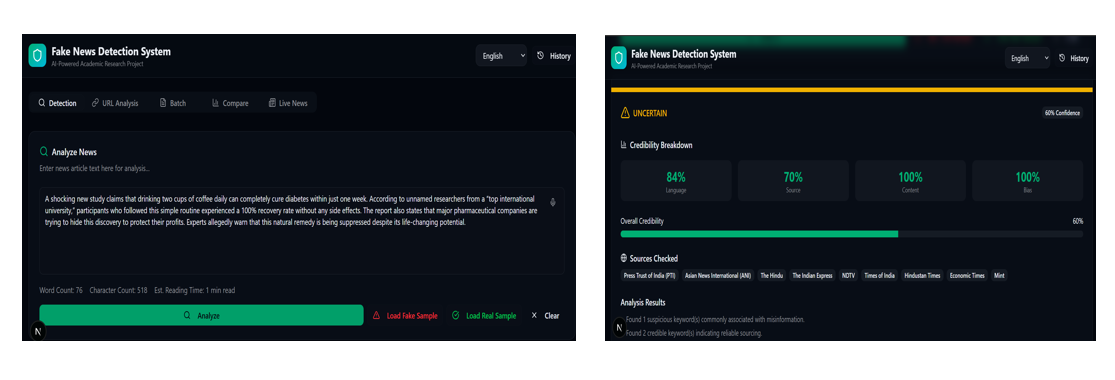 Fake News Detection System
AI-Powered Academic Research Project
English
History
Detection
URL Analysis
Batch
Compare
Live News
Analyze News
Enter news article text here for analysis...
A shocking new study claims that drinking two cups of coffee daily can completely cure diabetes within just one week. According to unnamed researchers from a "top international
university," participants who followed this simple routine experienced a 100% recovery rate without any side effects. The report also states that major pharmaceutical companies are
trying to hide this discovery to protect their profits. Experts allegedly warn that this natural remedy is being suppressed despite its life-changing potential.
Word Count: 76 Character Count: 518 Est. Reading Time: 1 min read
Analyze
Load Fake Sample
Load Real Sample
Clear
N
Fake News Detection System
AI-Powered Academic Research Project
English
History
UNCERTAIN
60% Confidence
Credibility Breakdown
84%
Language
70%
Source
100%
Content
100%
Bias
Overall Credibility
60%
Sources Checked
Press Trust of India (PTI)
Asian News International (ANI)
The Hindu
The Indian Express
NDTV
Times of India
Hindustan Times
Economic Times
Mint
Analysis Results
Found 1 suspicious keyword(s) commonly associated with misinformation.
Found 2 credible keyword(s) indicating reliable sourcing.
N